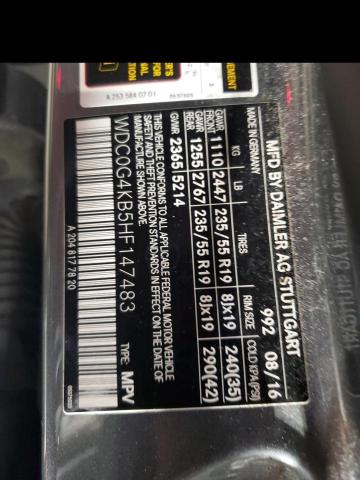 MFD BY DAIMLER AG STUTTGART
MADE IN GERMANY 992 08/16
KG LB TIRES RIM SIZE COLD KPA(PSI)
GAWR FRONT 1110 2447 235/55 R19 8Jx19 240(35)
GAWR REAR 1255 2767 235/55 R19 8Jx19 290(42)
GVWR 2365 5214
THIS VEHICLE CONFORMS TO ALL APPLICABLE FEDERAL MOTOR VEHICLE
SAFETY AND THEFT PREVENTION STANDARDS IN EFFECT ON THE DATE OF
MANUFACTURE SHOWN ABOVE.
WDC0G4KB5HF147483 TYPE: MPV
A 204 817 78 20
A 253 584 07 01